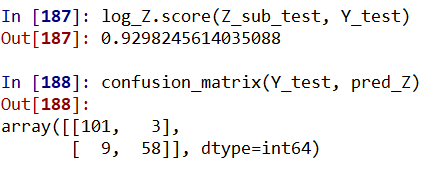 In [187]: log_Z.score(Z_sub_test, Y_test)
Out[187]: 0.9298245614035088
In [188]: confusion_matrix(Y_test, pred_Z)
Out[188]:
array([[101,   3],
       [  9,  58]], dtype=int64)